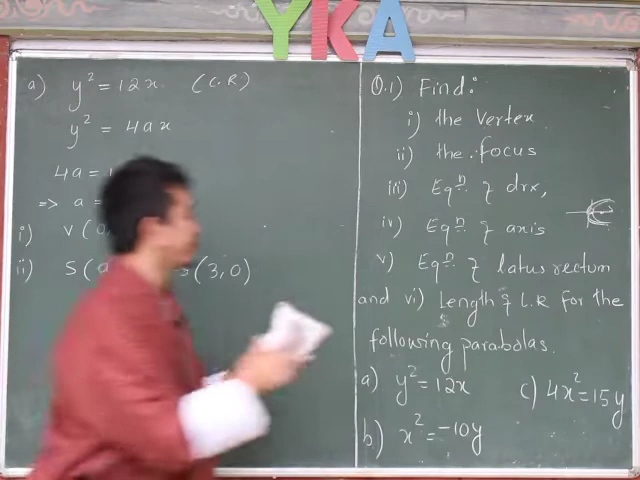 YKA
a) y² = 12x (C.R)
y² = 4ax
4a = 1
=> a =
i) V(0,
ii) S(a S(3,0)
Q.1) Find:
i) the Vertex
ii) the focus
iii) Eqⁿ. of drx,
iv) Eqⁿ. of axis
v) Eqⁿ. of latus rectum
and vi) Length of L.R for the
following parabolas.
a) y² = 12x c) 4x² = 15y
b) x² = -10y